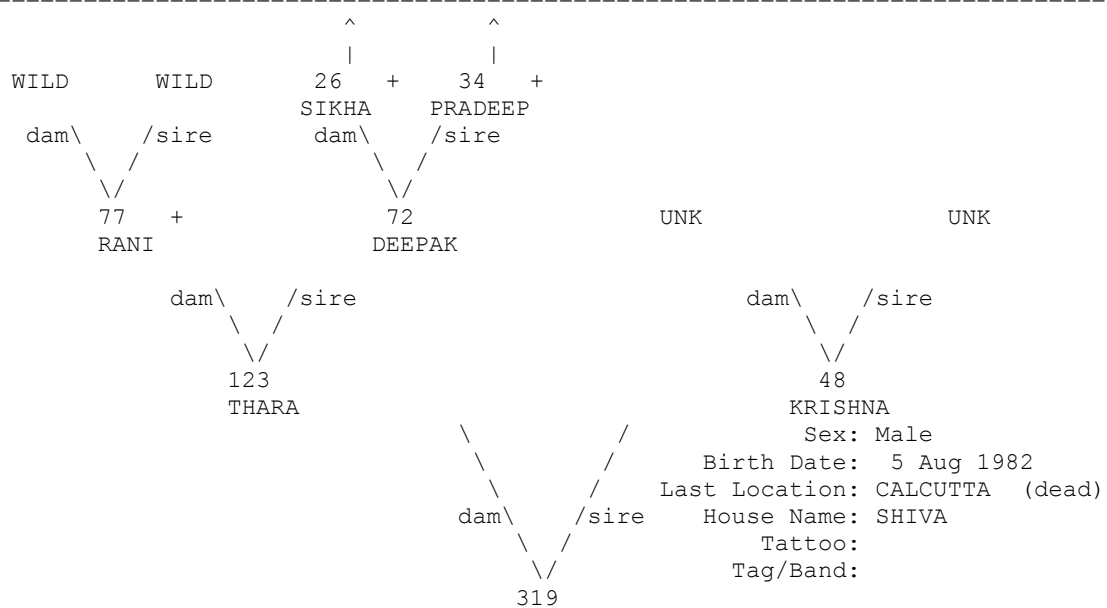 ^ ^
| |
WILD WILD 26 + 34 +
SIKHA PRADEEP
dam\ /sire dam\ /sire
\ / \ /
\/ \/
77 + 72 UNK UNK
RANI DEEPAK
dam\ /sire dam\ /sire
\ / \ /
\/ \/
123 48
THARA KRISHNA
\ / Sex: Male
\ / Birth Date: 5 Aug 1982
\ / Last Location: CALCUTTA (dead)
dam\ /sire House Name: SHIVA
\ / Tattoo:
\/ Tag/Band:
319